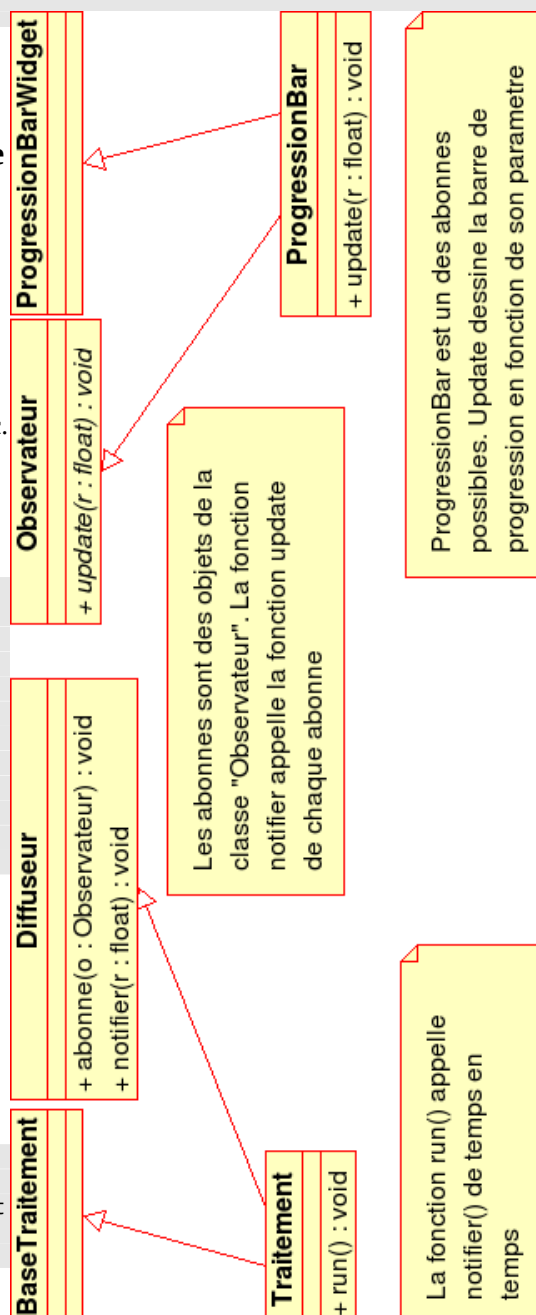 BaseTraitement
Diffuseur
+ abonne(o : Observateur) : void
+ notifier(r : float) : void
Observateur
+ update(r : float) : void
ProgressionBarWidget
Traitement
+ run() : void
Les abonnes sont des objets de la
classe "Observateur". La fonction
notifier appelle la fonction update
de chaque abonne
ProgressionBar
+ update(r : float) : void
La fonction run() appelle
notifier() de temps en
temps
ProgressionBar est un des abonnes
possibles. Update dessine la barre de
progression en fonction de son parametre